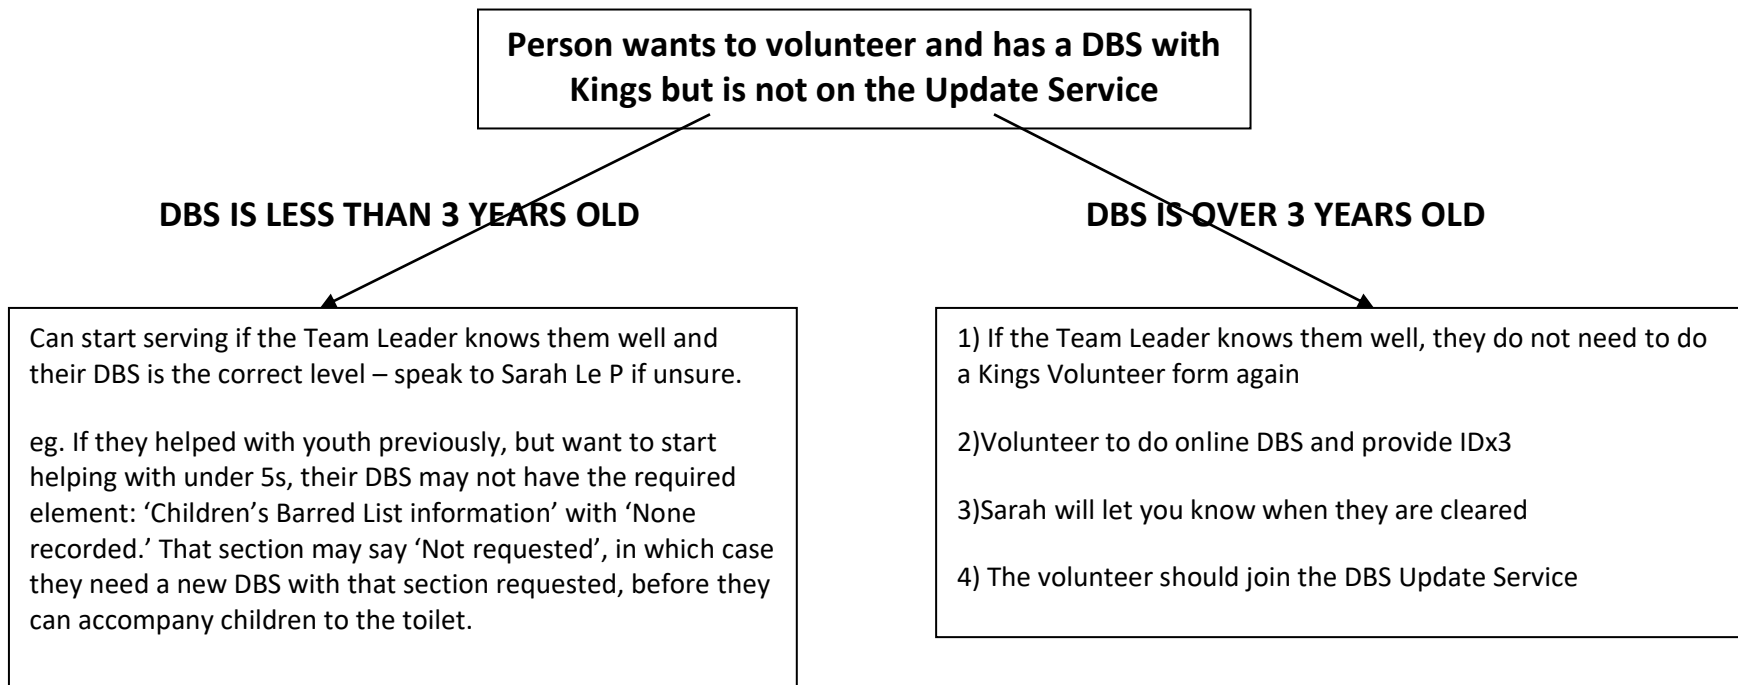 Person wants to volunteer and has a DBS with
Kings but is not on the Update Service
DBS IS LESS THAN 3 YEARS OLD
DBS IS OVER 3 YEARS OLD
Can start serving if the Team Leader knows them well and
their DBS is the correct level – speak to Sarah Le P if unsure.
eg. If they helped with youth previously, but want to start
helping with under 5s, their DBS may not have the required
element: ‘Children’s Barred List information’ with ‘None
recorded.’ That section may say ‘Not requested’, in which case
they need a new DBS with that section requested, before they
can accompany children to the toilet.
1) If the Team Leader knows them well, they do not need to do
a Kings Volunteer form again
2)Volunteer to do online DBS and provide IDx3
3)Sarah will let you know when they are cleared
4) The volunteer should join the DBS Update Service